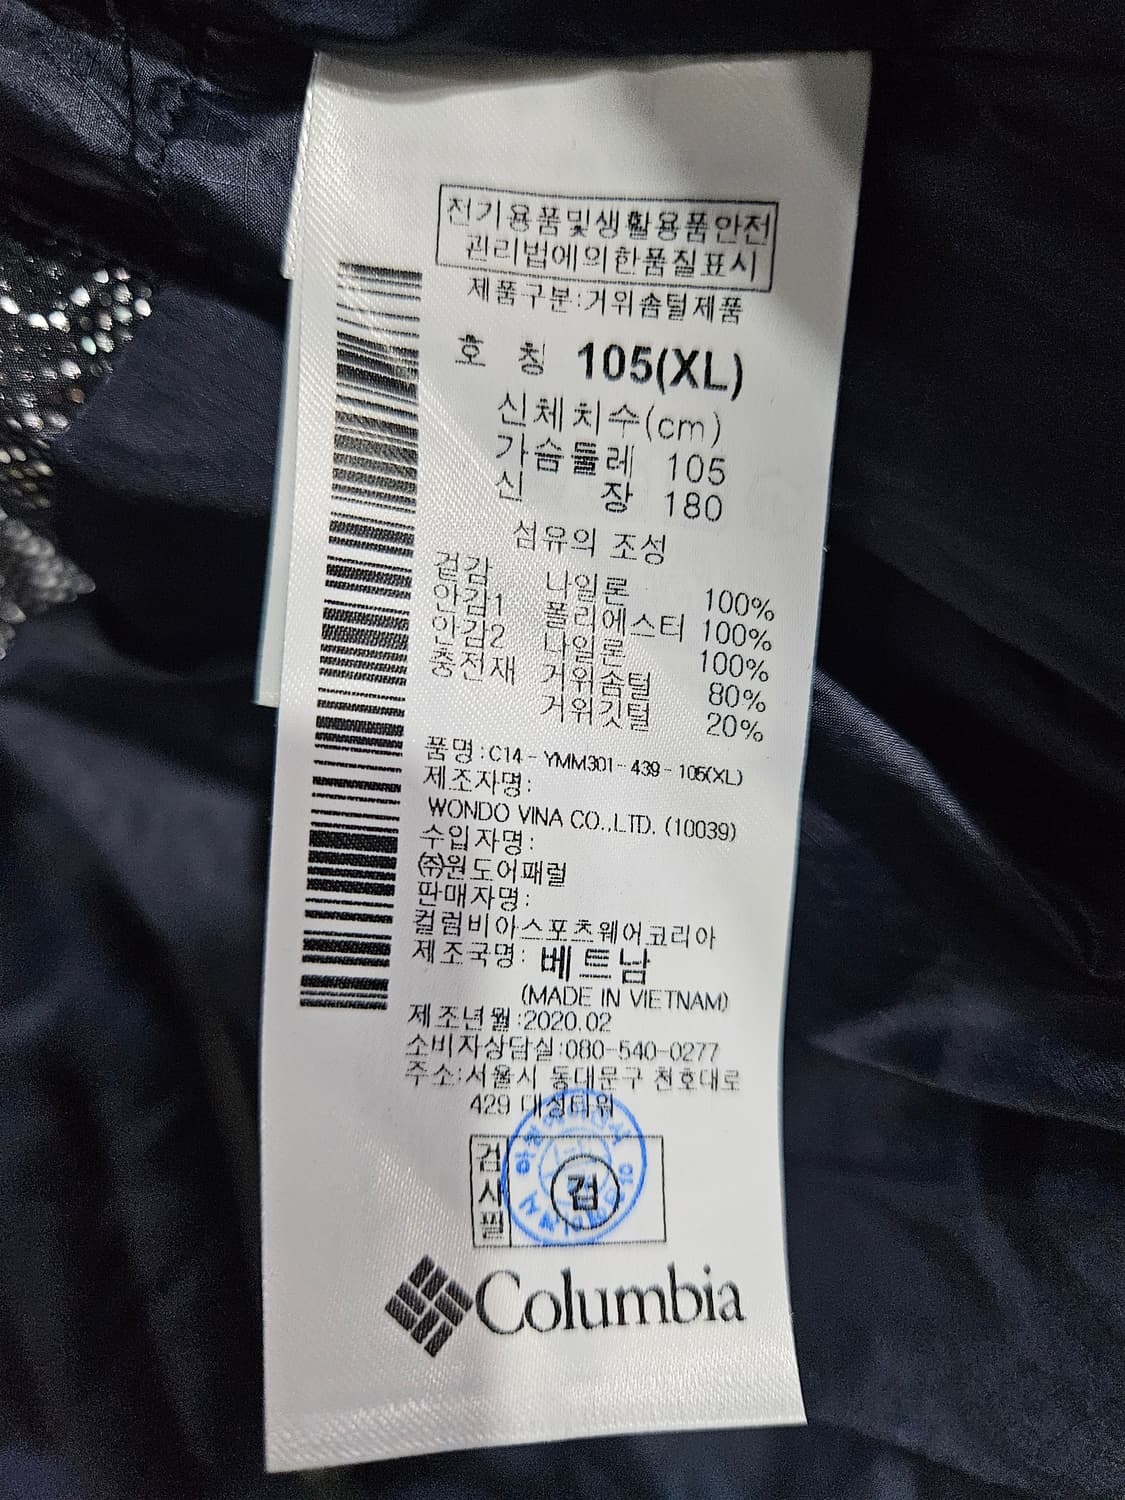 전기용품및생활용품안전
관리법에의한품질표시
제품구분:거위솜털제품
호 칭 105(XL)
신체치수(cm)
가슴둘레 105
신 장 180
섬유의 조성
겉감 나일론 100%
안감1 폴리에스터 100%
안감2 나일론 100%
충전재 거위솜털 80%
거위깃털 20%
품명:C14-YMM301-439-105(XL)
제조자명:
WONDO VINA CO.,LTD. (10039)
수입자명:
㈜원도어패럴
판매자명:
컬럼비아스포츠웨어코리아
제조국명: 베트남
(MADE IN VIETNAM)
제조년월:2020.02
소비자상담실:080-540-0277
주소:서울시 동대문구 천호대로
429 대성타워
검사필
검
Columbia